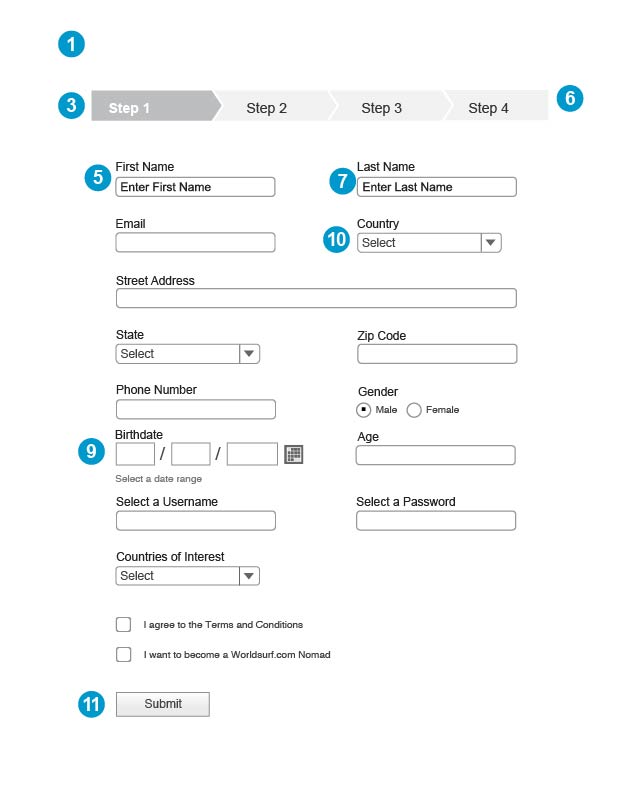 1
3 Step 1 Step 2 Step 3 Step 4 6
First Name Last Name
5 Enter First Name 7 Enter Last Name
Email Country
10 Select
Street Address
State Zip Code
Select
Phone Number Gender
Male Female
Birthdate Age
9 / /
Select a date range
Select a Username Select a Password
Countries of Interest
Select
I agree to the Terms and Conditions
I want to become a Worldsurf.com Nomad
11 Submit